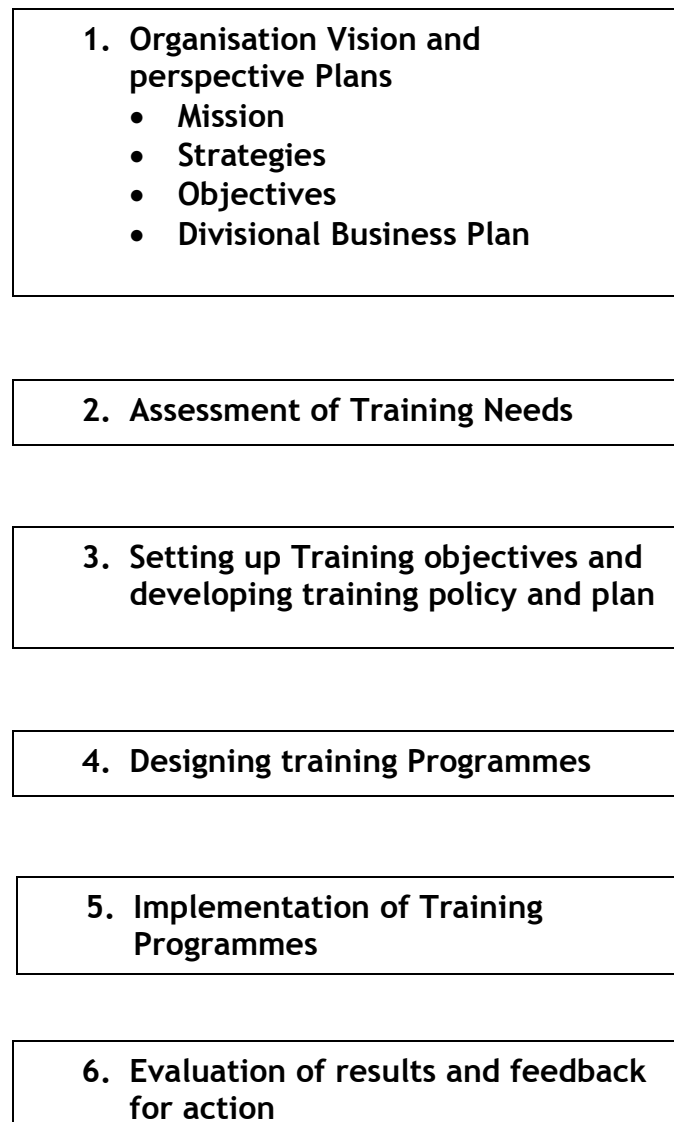 1. Organisation Vision and
perspective Plans
• Mission
• Strategies
• Objectives
• Divisional Business Plan
2. Assessment of Training Needs
3. Setting up Training objectives and
developing training policy and plan
4. Designing training Programmes
5. Implementation of Training
Programmes
6. Evaluation of results and feedback
for action